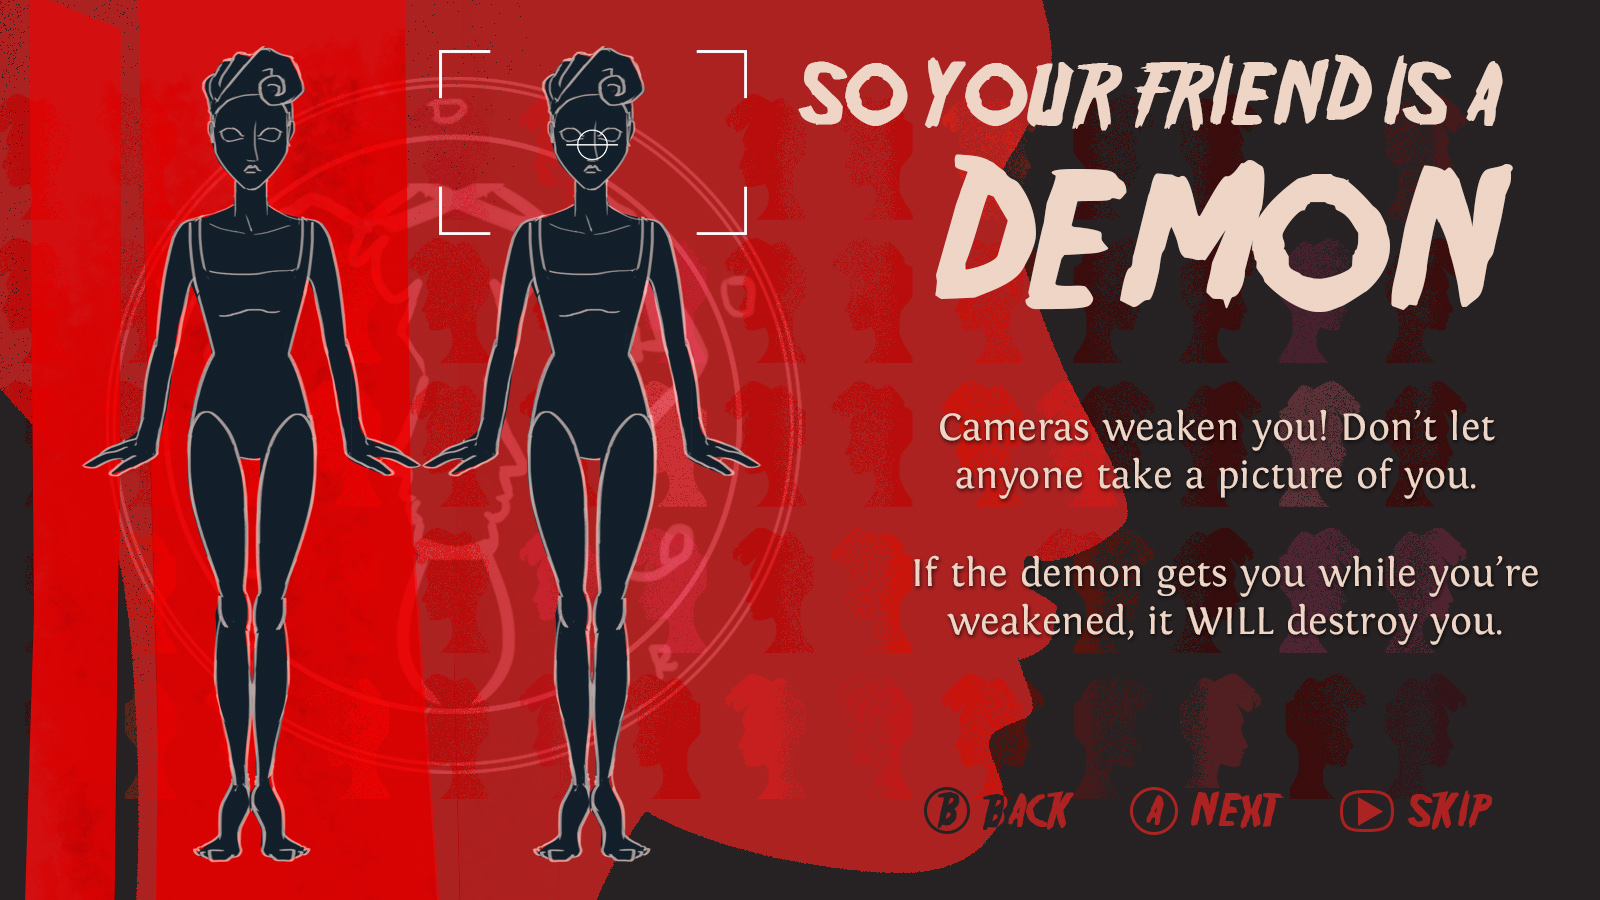 SO YOUR FRIEND IS A
DEMON
Cameras weaken you! Don't let
anyone take a picture of you.
If the demon gets you while you're
weakened, it WILL destroy you.
B BACK
A NEXT
SKIP